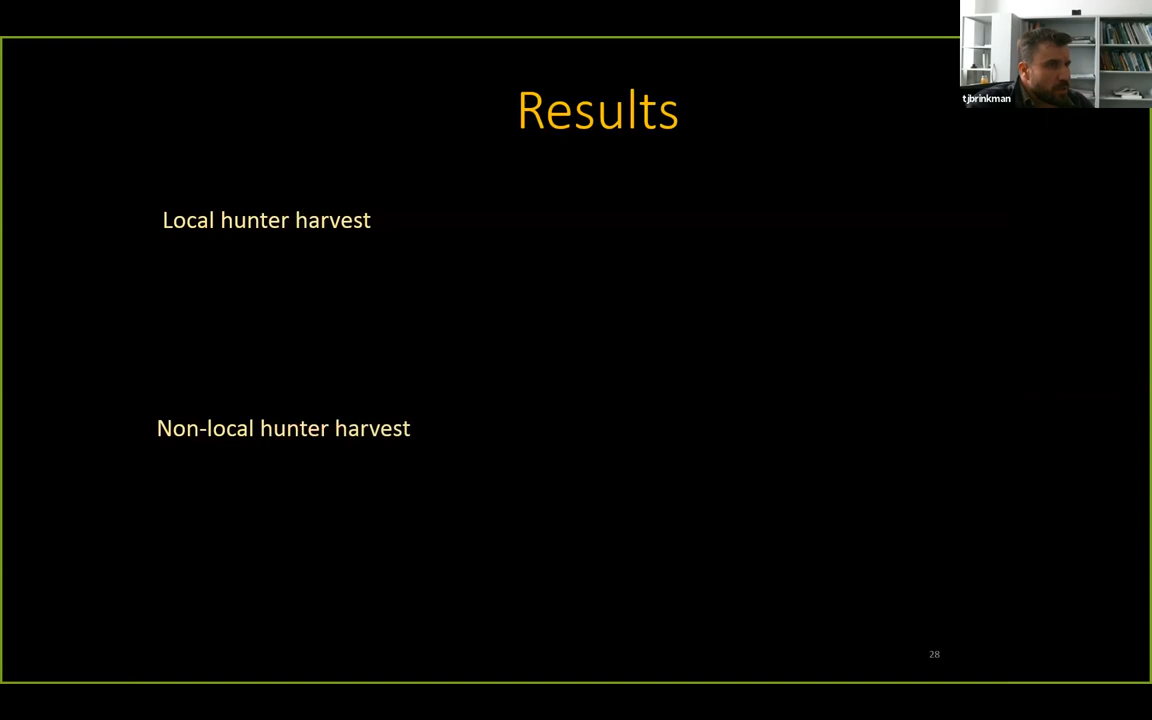 Results
tjbrinkman
Local hunter harvest
Non-local hunter harvest
28